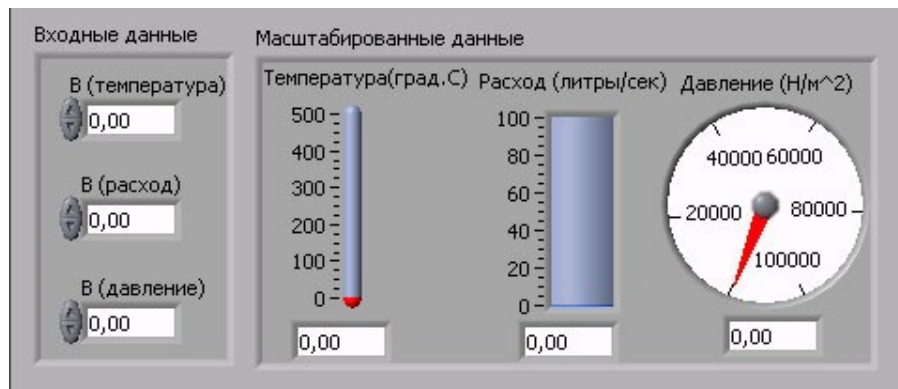 Входные данные
В (температура)
0,00
В (расход)
0,00
В (давление)
0,00
Масштабированные данные
Температура(град.С)
500
400
300
200
100
0
0,00
Расход (литры/сек)
100
80
60
40
20
0
0,00
Давление (Н/м^2)
40000 60000
20000 80000
100000
0,00